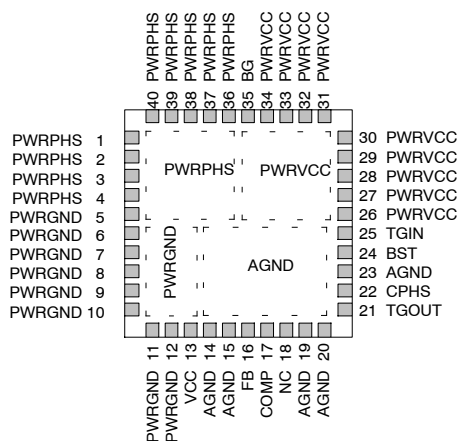 PWRPHS
PWRPHS
PWRPHS
PWRPHS
PWRPHS
BG
PWRVCC
PWRVCC
PWRVCC
PWRVCC
40 39 38 37 36 35 34 33 32 31
PWRPHS 1
PWRPHS 2
PWRPHS 3
PWRPHS 4
PWRGND 5
PWRGND 6
PWRGND 7
PWRGND 8
PWRGND 9
PWRGND 10
PWRPHS
PWRVCC
PWRGND
AGND
30 PWRVCC
29 PWRVCC
28 PWRVCC
27 PWRVCC
26 PWRVCC
25 TGIN
24 BST
23 AGND
22 CPHS
21 TGOUT
11 12 13 14 15 16 17 18 19 20
PWRGND
PWRGND
VCC
AGND
AGND
FB
COMP
NC
AGND
AGND